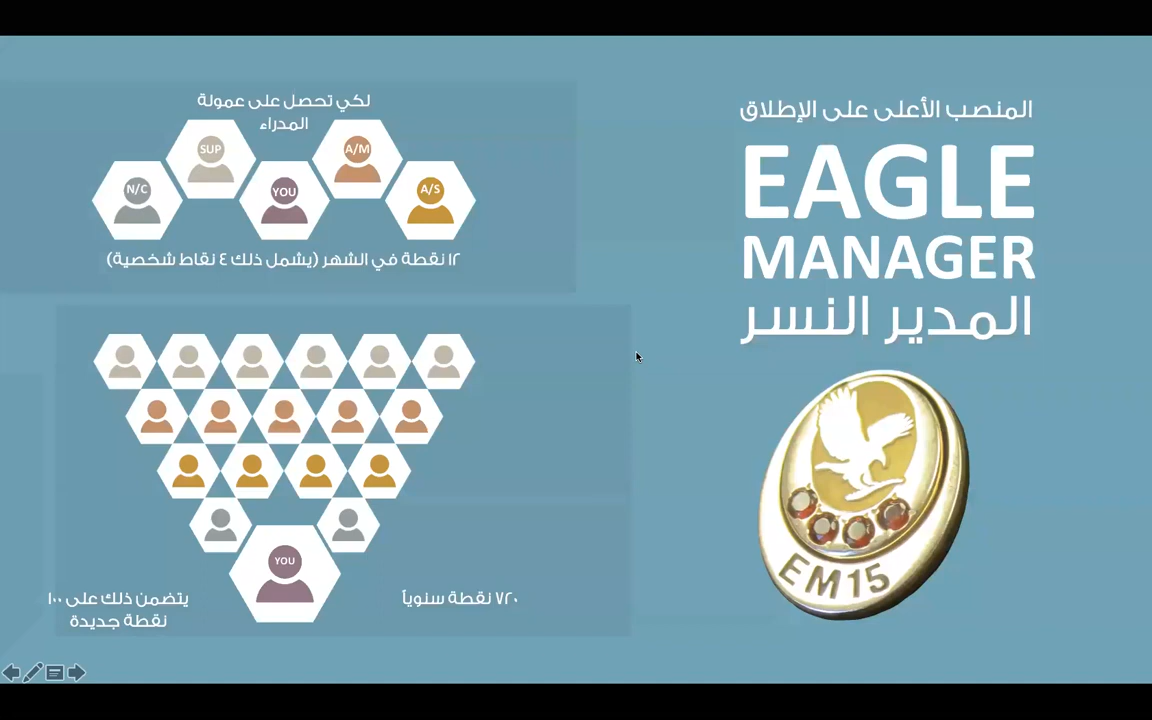 المنصب الأعلى على الإطلاق
EAGLE
MANAGER
المدير النسر
EM15
لكي تحصل على عمولة
المدراء
N/C
SUP
YOU
A/M
A/S
١٢ نقطة في الشهر (يشمل ذلك ٤ نقاط شخصية)
YOU
٧٢٠ نقطة سنوياً
يتضمن ذلك على ١٠٠
نقطة جديدة